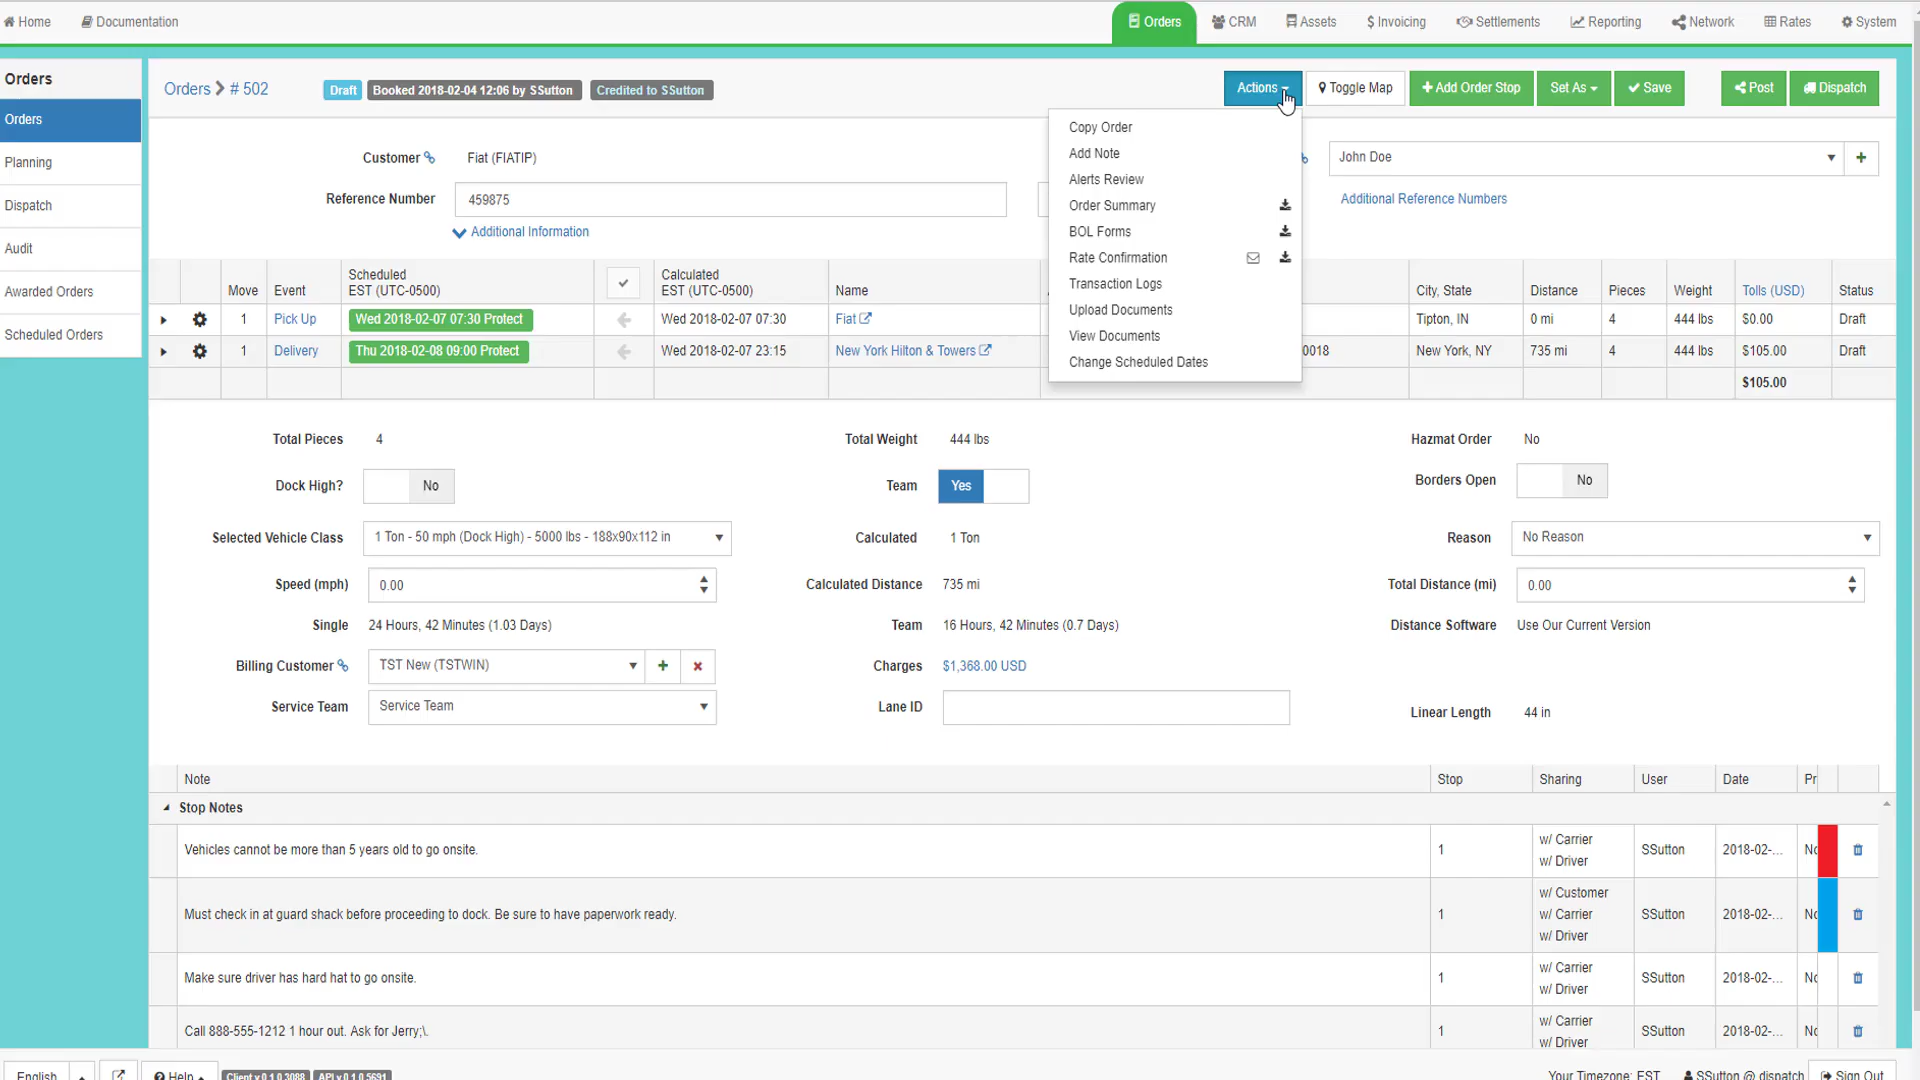 Home Documentation Orders CRM Assets $ Invoicing Settlements Reporting Network Rates System
Orders
Orders
Planning
Dispatch
Audit
Awarded Orders
Scheduled Orders
Orders # 502 Draft Booked 2018-02-04 12:06 by SSutton Credited to SSutton Actions Toggle Map Add Order Stop Set As Save Post Dispatch
Copy Order
Add Note
Alerts Review
Order Summary
BOL Forms
Rate Confirmation
Transaction Logs
Upload Documents
View Documents
Change Scheduled Dates
Customer Fiat (FIATIP) John Doe
Reference Number 459875 Additional Reference Numbers
Additional Information
Move Event Scheduled EST (UTC-0500) Calculated EST (UTC-0500) Name City, State Distance Pieces Weight Tolls (USD) Status
1 Pick Up Wed 2018-02-07 07:30 Protect Wed 2018-02-07 07:30 Fiat Tipton, IN 0 mi 4 444 lbs $0.00 Draft
1 Delivery Thu 2018-02-08 09:00 Protect Wed 2018-02-07 23:15 New York Hilton & Towers 0018 New York, NY 735 mi 4 444 lbs $105.00 Draft
$105.00
Total Pieces 4 Total Weight 444 lbs Hazmat Order No
Dock High? No Team Yes Borders Open No
Selected Vehicle Class 1 Ton - 50 mph (Dock High) - 5000 lbs - 188x90x112 in Calculated 1 Ton Reason No Reason
Speed (mph) 0.00 Calculated Distance 735 mi Total Distance (mi) 0.00
Single 24 Hours, 42 Minutes (1.03 Days) Team 16 Hours, 42 Minutes (0.7 Days) Distance Software Use Our Current Version
Billing Customer TST New (TSTWIN) Charges $1,368.00 USD
Service Team Service Team Lane ID Linear Length 44 in
Note Stop Sharing User Date Pr
Stop Notes
Vehicles cannot be more than 5 years old to go onsite. 1 w/ Carrier w/ Driver SSutton 2018-02-... Nc
Must check in at guard shack before proceeding to dock. Be sure to have paperwork ready. 1 w/ Customer w/ Carrier w/ Driver SSutton 2018-02-... Nc
Make sure driver has hard hat to go onsite. 1 w/ Carrier w/ Driver SSutton 2018-02-... Nc
Call 888-555-1212 1 hour out. Ask for Jerry;\. 1 w/ Carrier w/ Driver SSutton 2018-02-... Nc
English Help Client v.0.1.0.3088 API v.0.1.0.5691 Your Timezone: EST SSutton @ dispatch Sign Out